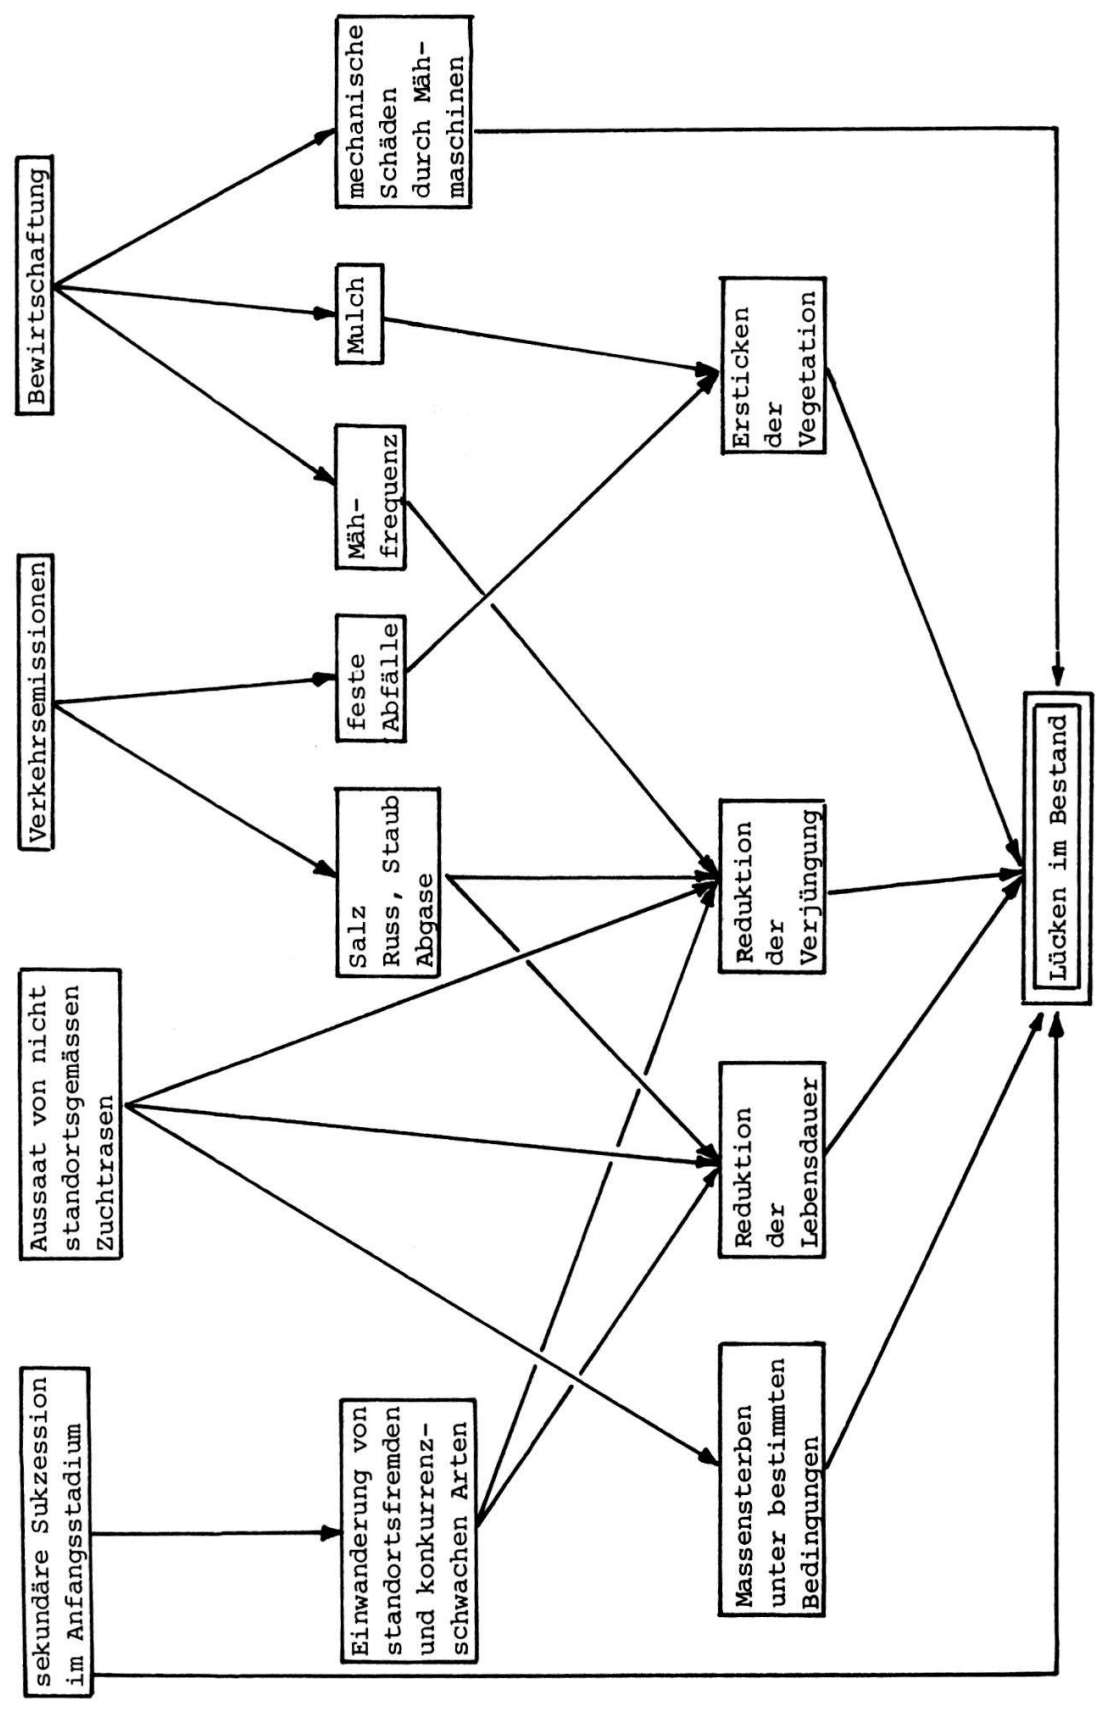 sekundäre Sukzession
im Anfangsstadium
Aussaat von nicht
standortsgemässen
Zuchtrasen
Verkehrsemissionen
Bewirtschaftung
Einwanderung von
standortsfremden
und konkurrenz-
schwachen Arten
Salz
Russ, Staub
Abgase
feste
Abfälle
Mäh-
frequenz
Mulch
mechanische
Schäden
durch Mäh-
maschinen
Massensterben
unter bestimmten
Bedingungen
Reduktion
der
Lebensdauer
Reduktion
der
Verjüngung
Ersticken
der
Vegetation
Lücken im Bestand